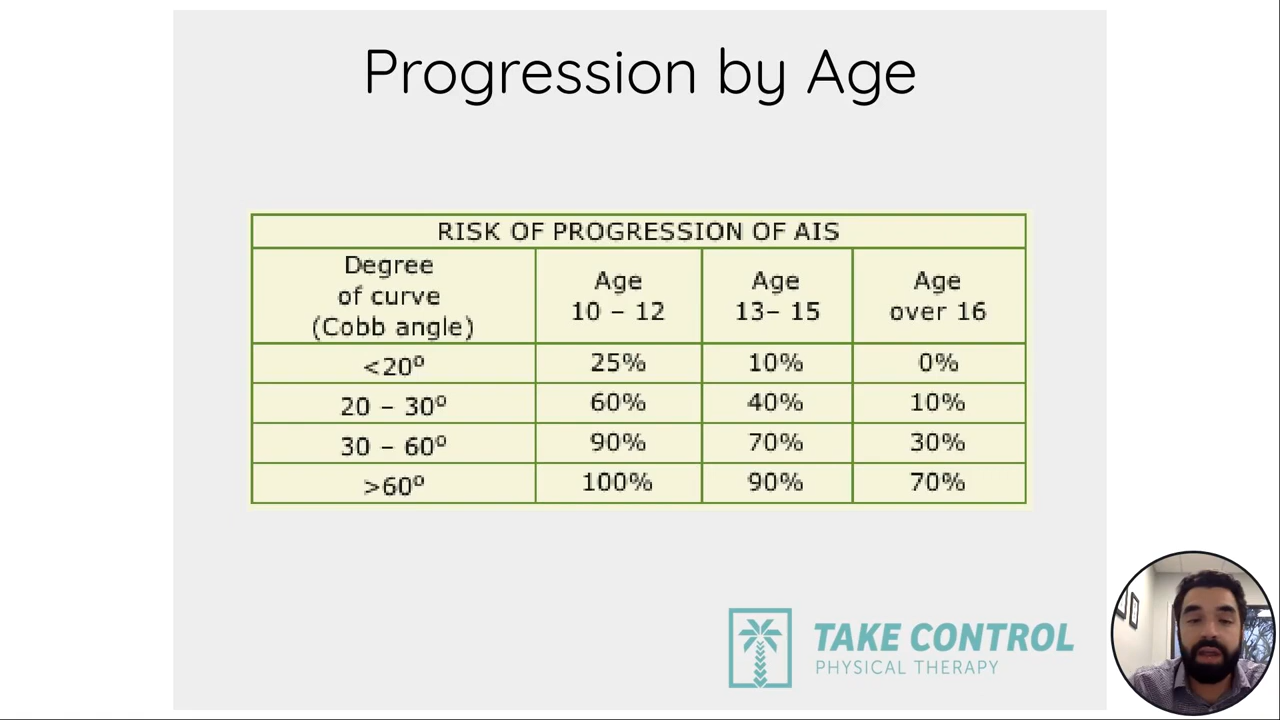 Progression by Age
RISK OF PROGRESSION OF AIS
Degree
of curve
(Cobb angle)
Age
10 – 12
Age
13– 15
Age
over 16
<20º 25% 10% 0%
20 – 30º 60% 40% 10%
30 – 60º 90% 70% 30%
>60º 100% 90% 70%
TAKE CONTROL
PHYSICAL THERAPY